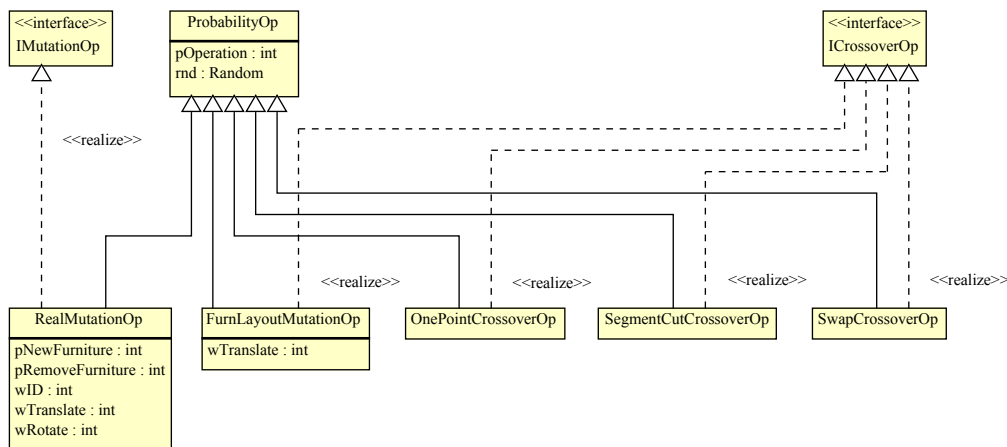 <<interface>>
IMutationOp
ProbabilityOp
pOperation : int
rnd : Random
<<interface>>
ICrossoverOp
<<realize>>
<<realize>>
<<realize>>
<<realize>>
<<realize>>
RealMutationOp
pNewFurniture : int
pRemoveFurniture : int
wID : int
wTranslate : int
wRotate : int
FurnLayoutMutationOp
wTranslate : int
OnePointCrossoverOp
SegmentCutCrossoverOp
SwapCrossoverOp